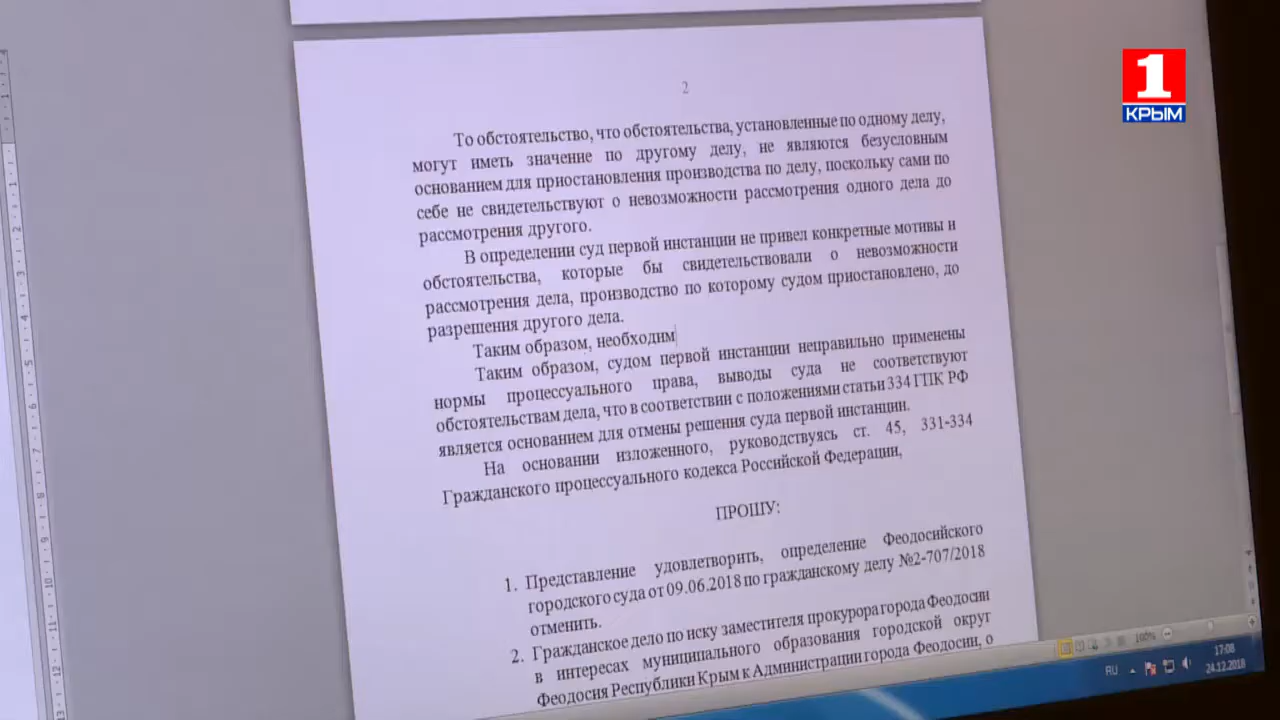 1
КРЫМ
2
То обстоятельство, что обстоятельства, установленные по одному делу,
могут иметь значение по другому делу, не являются безусловным
основанием для приостановления производства по делу, поскольку сами по
себе не свидетельствуют о невозможности рассмотрения одного дела до
рассмотрения другого.
В определении суд первой инстанции не привел конкретные мотивы и
обстоятельства, которые бы свидетельствовали о невозможности
рассмотрения дела, производство по которому судом приостановлено, до
разрешения другого дела.
Таким образом, необходим
Таким образом, судом первой инстанции неправильно применены
нормы процессуального права, выводы суда не соответствуют
обстоятельствам дела, что в соответствии с положениями статьи 334 ГПК РФ
является основанием для отмены решения суда первой инстанции.
На основании изложенного, руководствуясь ст. 45, 331-334
Гражданского процессуального кодекса Российской Федерации,
ПРОШУ:
1. Представление удовлетворить, определение Феодосийского
городского суда от 09.06.2018 по гражданскому делу №2-707/2018
отменить.
2. Гражданское дело по иску заместителя прокурора города Феодосии
в интересах муниципального образования городской округ
Феодосия Республики Крым к Администрации города Феодосии, о
100%
RU
17:08
24.12.2018